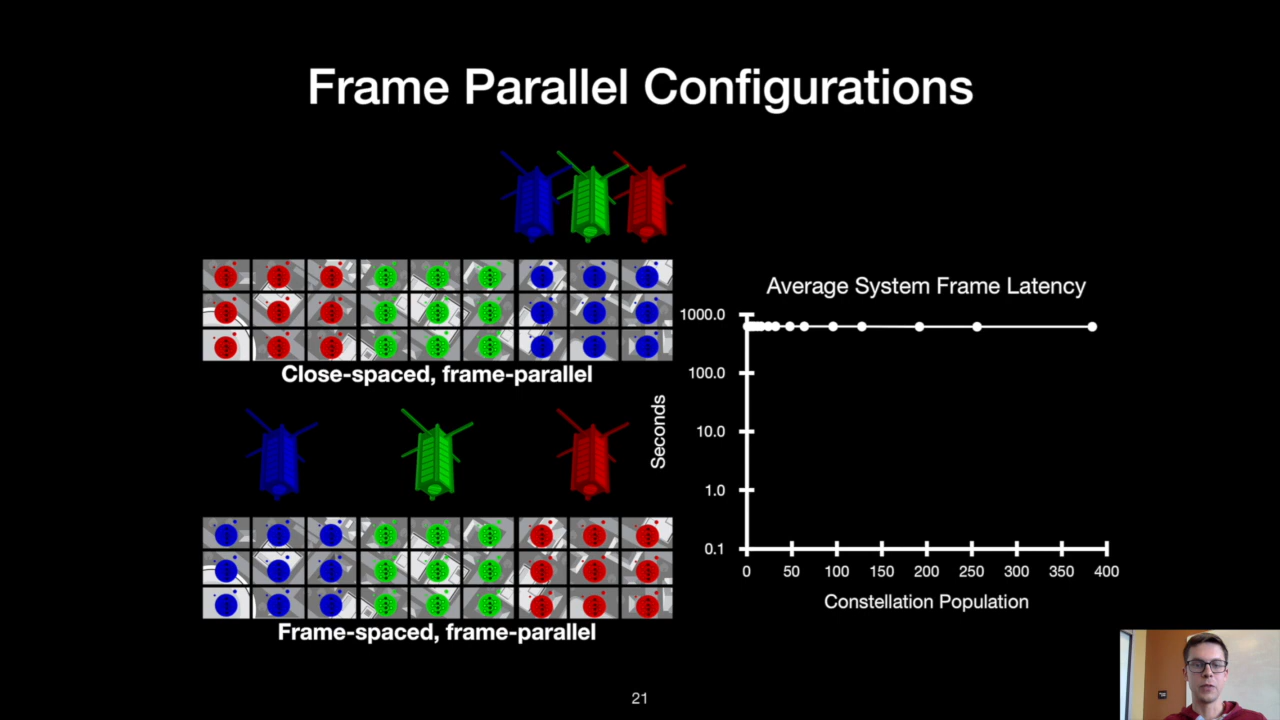 Frame Parallel Configurations
Close-spaced, frame-parallel
Frame-spaced, frame-parallel
Average System Frame Latency
Seconds
1000.0
100.0
10.0
1.0
0.1
0 50 100 150 200 250 300 350 400
Constellation Population
21